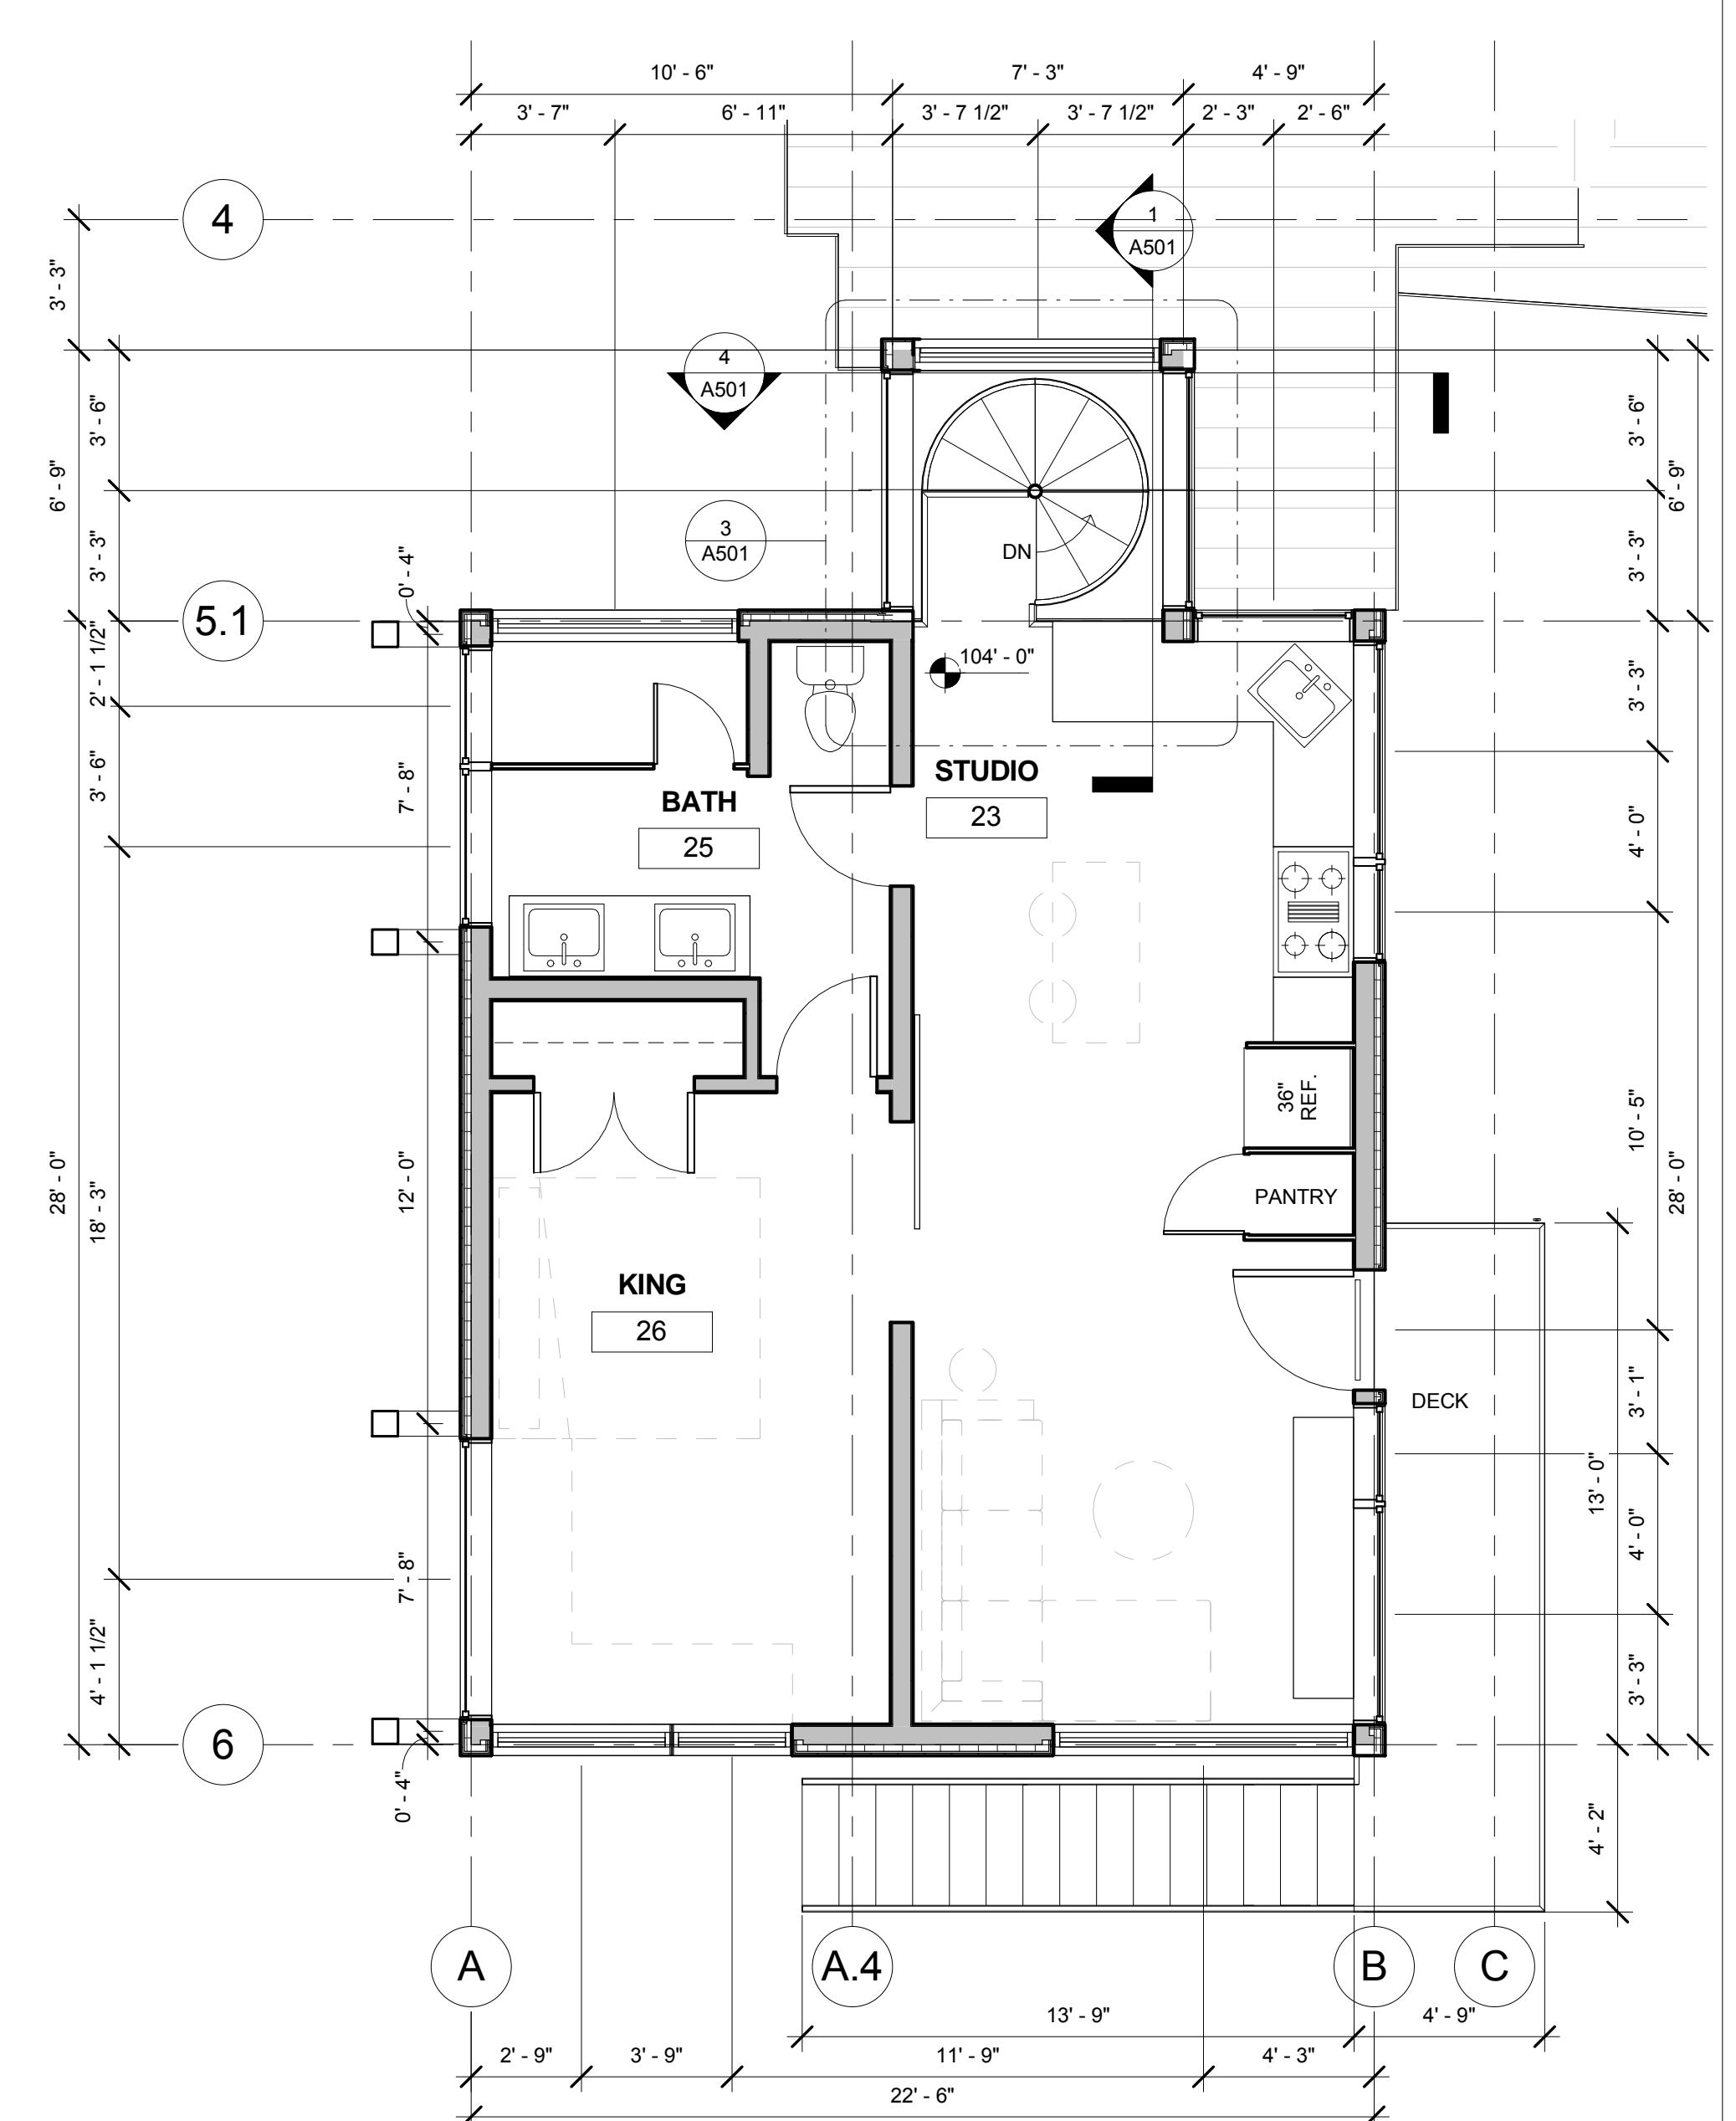 10' - 6"
7' - 3"
4' - 9"
3' - 7"
6' - 11"
3' - 7 1/2"
3' - 7 1/2"
2' - 3"
2' - 6"
4
1
A501
3' - 3"
4
A501
6' - 9"
3' - 6"
3' - 3"
3' - 6"
6' - 9"
3' - 3"
3
A501
DN
0' - 4"
5.1
2' - 1 1/2"
104' - 0"
3' - 3"
3' - 6"
7' - 8"
BATH
25
STUDIO
23
4' - 0"
36"
REF.
10' - 5"
28' - 0"
18' - 3"
12' - 0"
PANTRY
28' - 0"
KING
26
DECK
3' - 1"
13' - 0"
4' - 0"
7' - 8"
4' - 1 1/2"
3' - 3"
6
0' - 4"
4' - 2"
A
A.4
B
C
13' - 9"
4' - 9"
2' - 9"
3' - 9"
11' - 9"
4' - 3"
22' - 6"